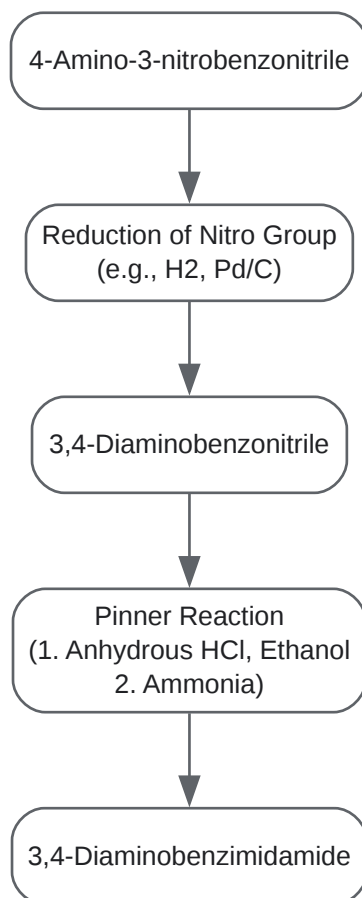 4-Amino-3-nitrobenzonitrile
Reduction of Nitro Group
(e.g., H2, Pd/C)
3,4-Diaminobenzonitrile
Pinner Reaction
(1. Anhydrous HCl, Ethanol
2. Ammonia)
3,4-Diaminobenzimidamide